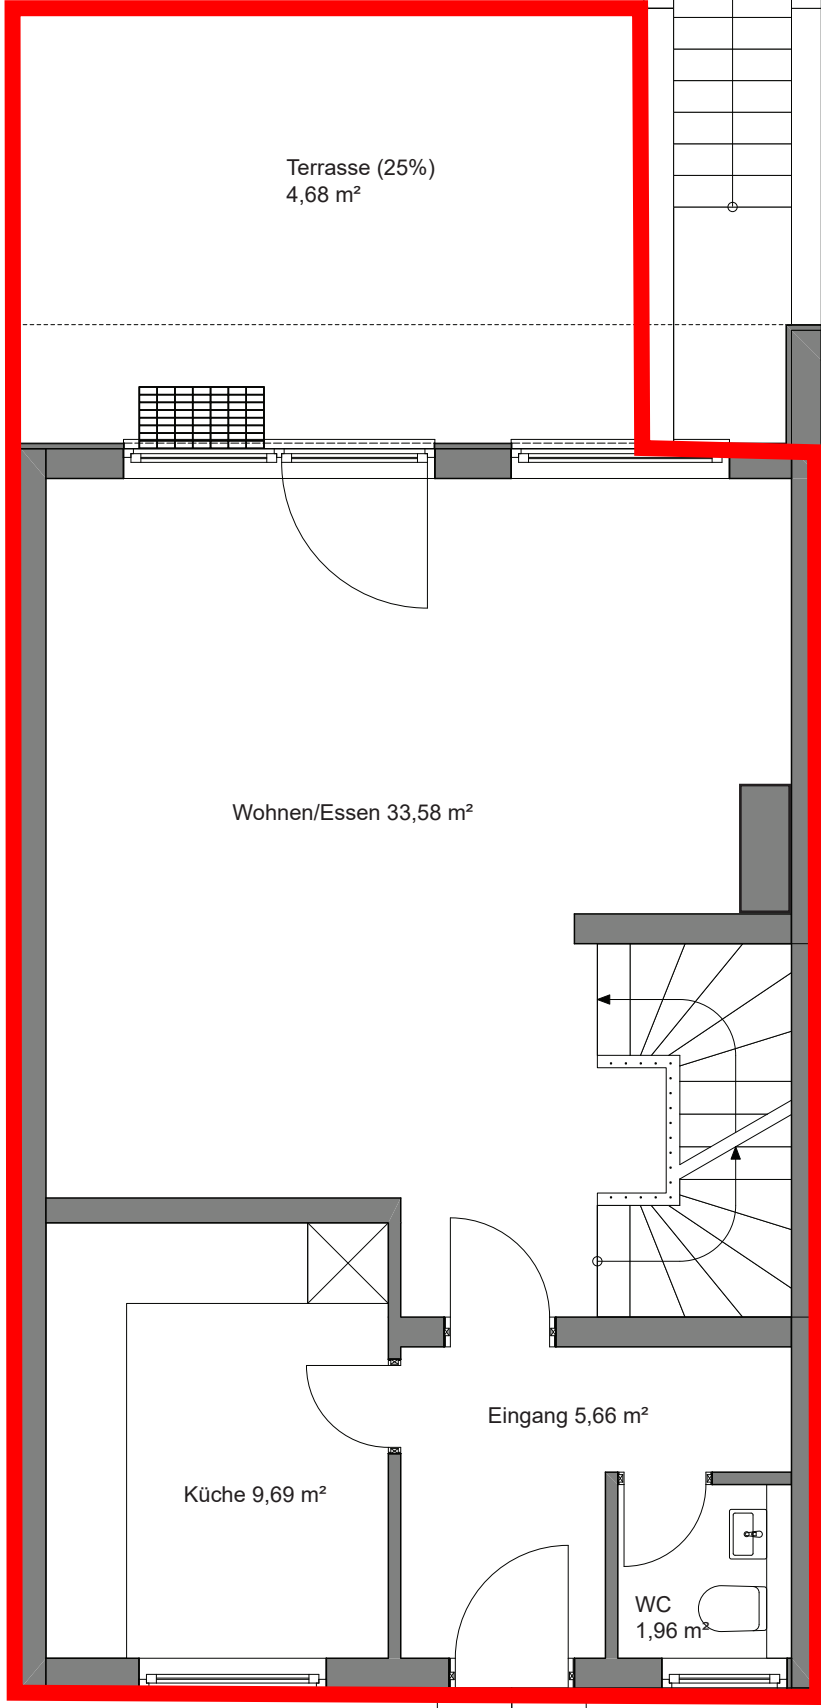 Terrasse (25%)
4,68 m²
Wohnen/Essen 33,58 m²
Eingang 5,66 m²
Küche 9,69 m²
WC
1,96 m²